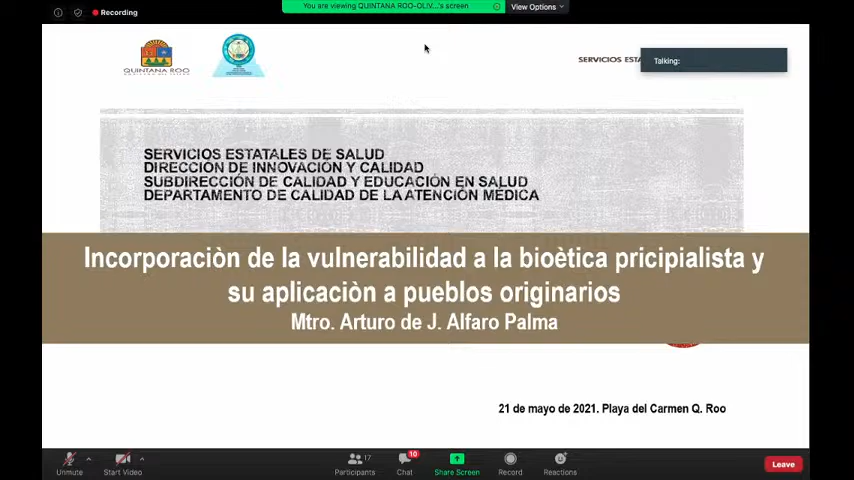 Recording
You are viewing QUINTANA ROO-OLIV...'s screen
View Options
QUINTANA ROO
SERVICIOS ESTA
Talking:
SERVICIOS ESTATALES DE SALUD
DIRECCIÓN DE INNOVACIÓN Y CALIDAD
SUBDIRECCIÓN DE CALIDAD Y EDUCACIÓN EN SALUD
DEPARTAMENTO DE CALIDAD DE LA ATENCIÓN MÉDICA
Incorporaciòn de la vulnerabilidad a la bioètica pricipialista y
su aplicaciòn a pueblos originarios
Mtro. Arturo de J. Alfaro Palma
21 de mayo de 2021. Playa del Carmen Q. Roo
Unmute
Start Video
Participants
17
Chat
10
Share Screen
Record
Reactions
Leave